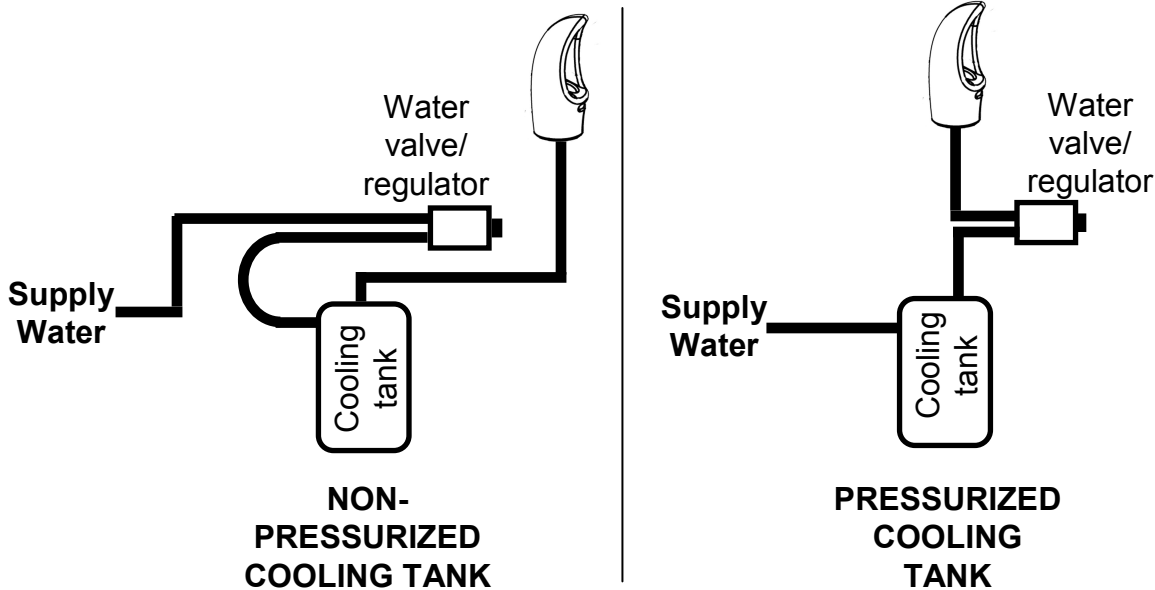 Water
valve/
regulator
Supply
Water
Cooling
tank
NON-
PRESSURIZED
COOLING TANK
Water
valve/
regulator
Supply
Water
Cooling
tank
PRESSURIZED
COOLING
TANK